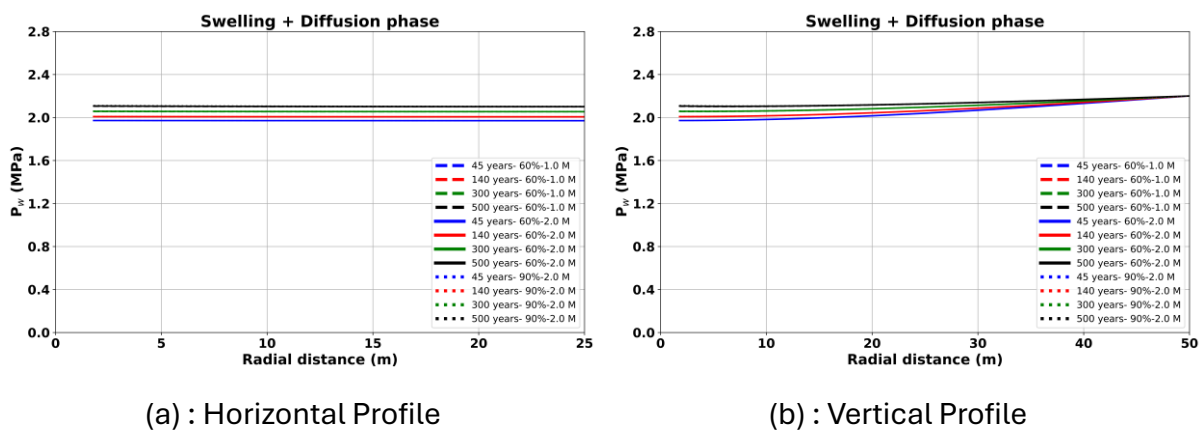 Swelling + Diffusion phase
2.8
2.4
2.0
1.6
1.2
0.8
0.4
0.0
P_w (MPa)
45 years- 60%-1.0 M
140 years- 60%-1.0 M
300 years- 60%-1.0 M
500 years- 60%-1.0 M
45 years- 60%-2.0 M
140 years- 60%-2.0 M
300 years- 60%-2.0 M
500 years- 60%-2.0 M
45 years- 90%-2.0 M
140 years- 90%-2.0 M
300 years- 90%-2.0 M
500 years- 90%-2.0 M
0 5 10 15 20 25
Radial distance (m)
(a) : Horizontal Profile
Swelling + Diffusion phase
2.8
2.4
2.0
1.6
1.2
0.8
0.4
0.0
P_w (MPa)
45 years- 60%-1.0 M
140 years- 60%-1.0 M
300 years- 60%-1.0 M
500 years- 60%-1.0 M
45 years- 60%-2.0 M
140 years- 60%-2.0 M
300 years- 60%-2.0 M
500 years- 60%-2.0 M
45 years- 90%-2.0 M
140 years- 90%-2.0 M
300 years- 90%-2.0 M
500 years- 90%-2.0 M
0 10 20 30 40 50
Radial distance (m)
(b) : Vertical Profile